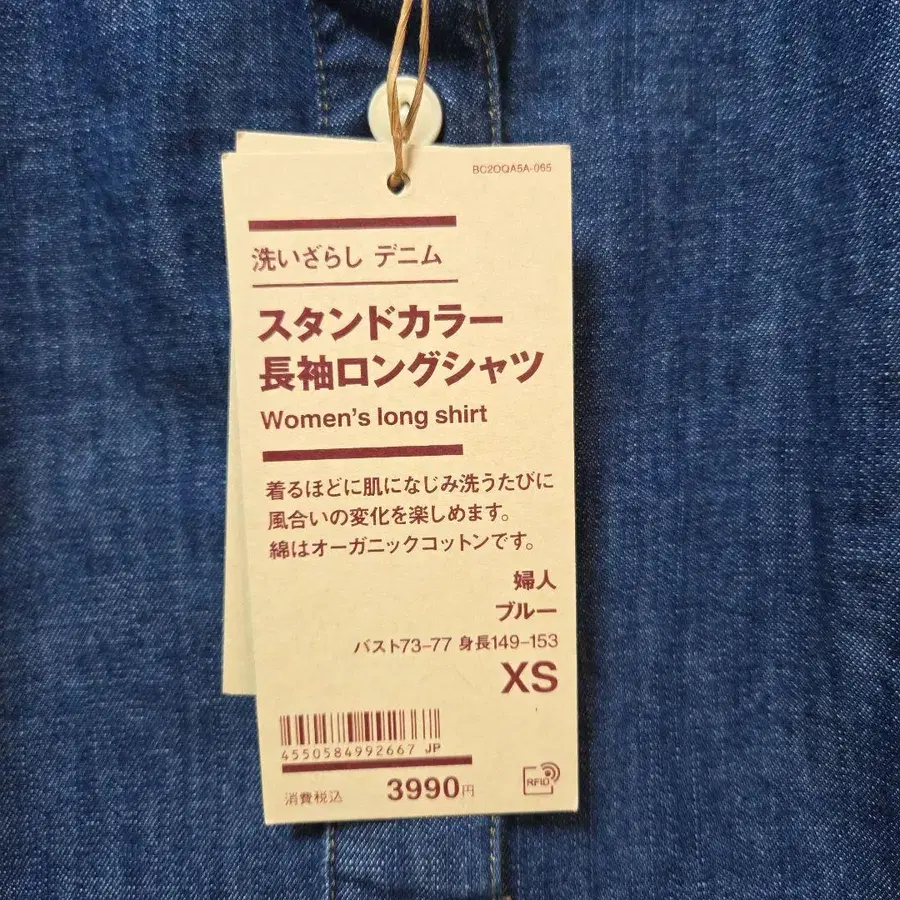 BC2OQA5A-065
洗いざらし デニム
スタンドカラー
長袖ロングシャツ
Women's long shirt
着るほどに肌になじみ洗うたびに
風合いの変化を楽しめます。
綿はオーガニックコットンです。
婦人
ブルー
バスト73-77 身長149-153
XS
4550584992667 JP
消費税込 3990円
RFID